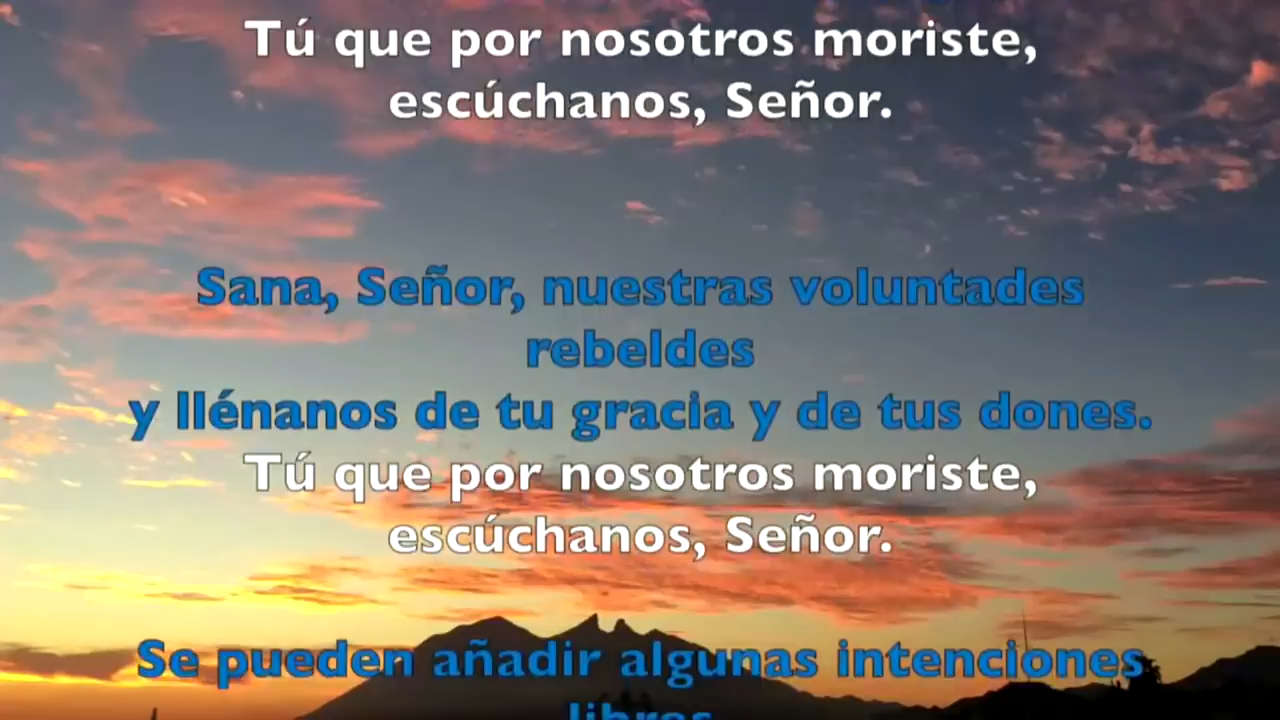 Tú que por nosotros moriste,
escúchanos, Señor.
Sana, Señor, nuestras voluntades
rebeldes
y llénanos de tu gracia y de tus dones.
Tú que por nosotros moriste,
escúchanos, Señor.
Se pueden añadir algunas intenciones
libres